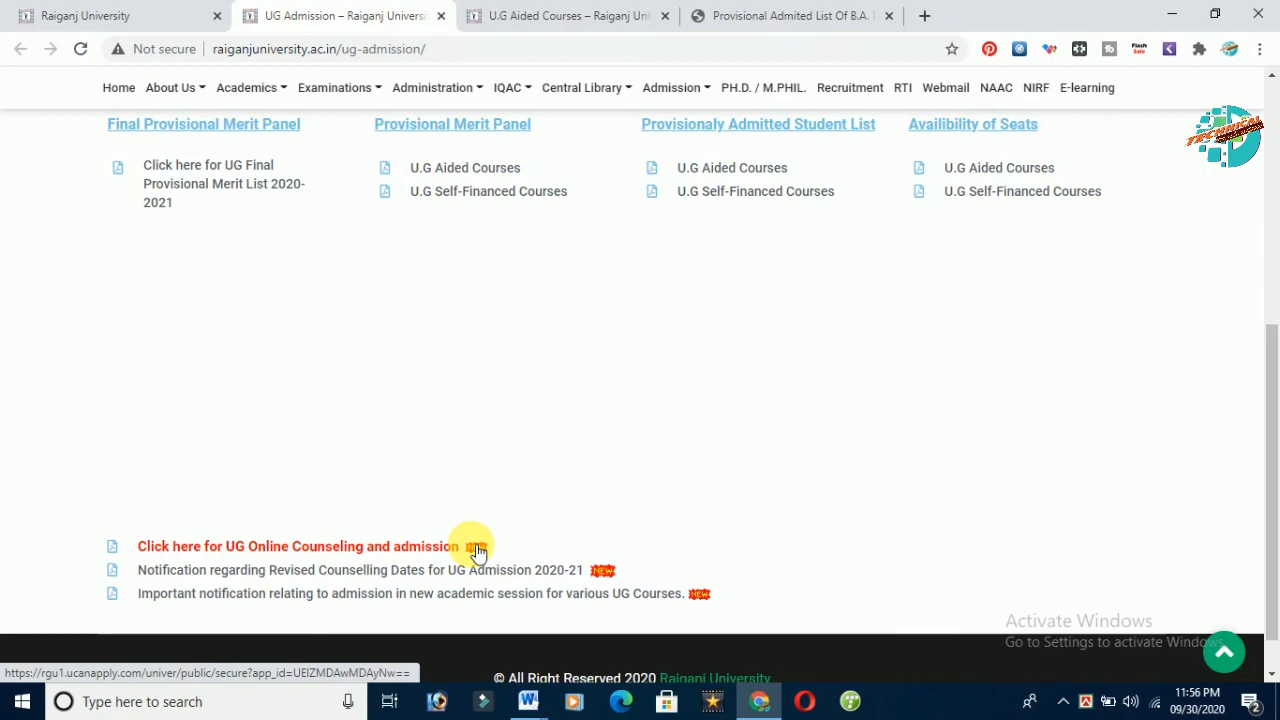 Raiganj University
UG Admission – Raiganj Universi
U.G Aided Courses – Raiganj Un
Provisional Admited List Of B.A. P
Not secure
raiganjuniversity.ac.in/ug-admission/
Home About Us Academics Examinations Administration IQAC Central Library Admission PH.D. / M.PHIL. Recruitment RTI Webmail NAAC NIRF E-learning
Final Provisional Merit Panel
Click here for UG Final
Provisional Merit List 2020-
2021
Provisional Merit Panel
U.G Aided Courses
U.G Self-Financed Courses
Provisionaly Admitted Student List
U.G Aided Courses
U.G Self-Financed Courses
Availibility of Seats
U.G Aided Courses
U.G Self-Financed Courses
Click here for UG Online Counseling and admission
Notification regarding Revised Counselling Dates for UG Admission 2020-21 NEW
Important notification relating to admission in new academic session for various UG Courses. NEW
Activate Windows
Go to Settings to activate Windows.
https://rgu1.ucanapply.com/univer/public/secure?app_id=UElZMDAwMDAyNw==
© All Right Reserved 2020 Raiganj University
Type here to search
11:56 PM
09/30/2020
2